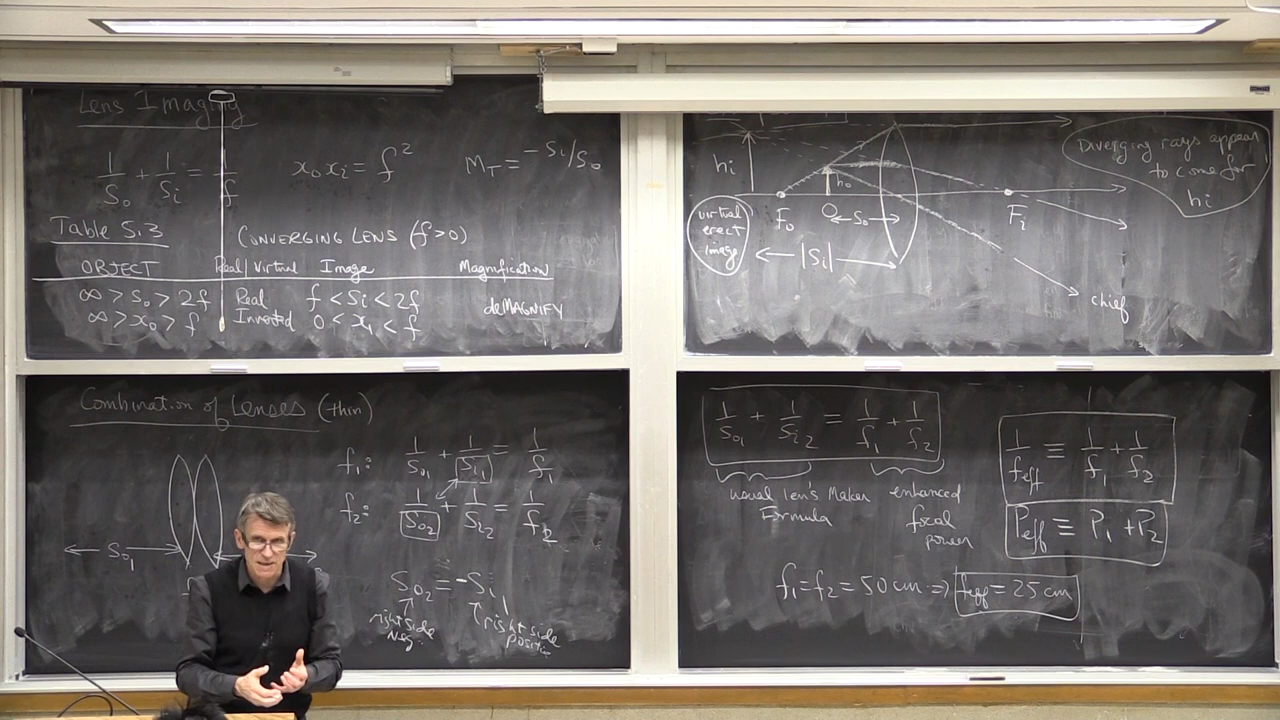 Lens Imaging
1/So + 1/Si = 1/f
xoxi = f²
MT = -Si/So
Table 5.3
CONVERGING LENS (f>0)
OBJECT Real/Virtual Image Magnification
∞ > So > 2f Real f < Si < 2f deMAGNIFY
∞ > xo > f Inverted 0 < xi < f
hi
ho
Fo
O
So
Fi
|Si|
chief
virtual
erect
image
Diverging rays appear
to come for
hi
Combination of Lenses (thin)
So1
f1: 1/So1 + 1/Si1 = 1/f1
f2: 1/So2 + 1/Si2 = 1/f2
So2 = -Si1
right side
Neg.
right side
positive
1/So1 + 1/Si2 = 1/f1 + 1/f2
usual len's Maker
Formula
enhanced
focal
power
1/feff ≡ 1/f1 + 1/f2
Peff ≡ P1 + P2
f1 = f2 = 50 cm ⇒ feff = 25 cm